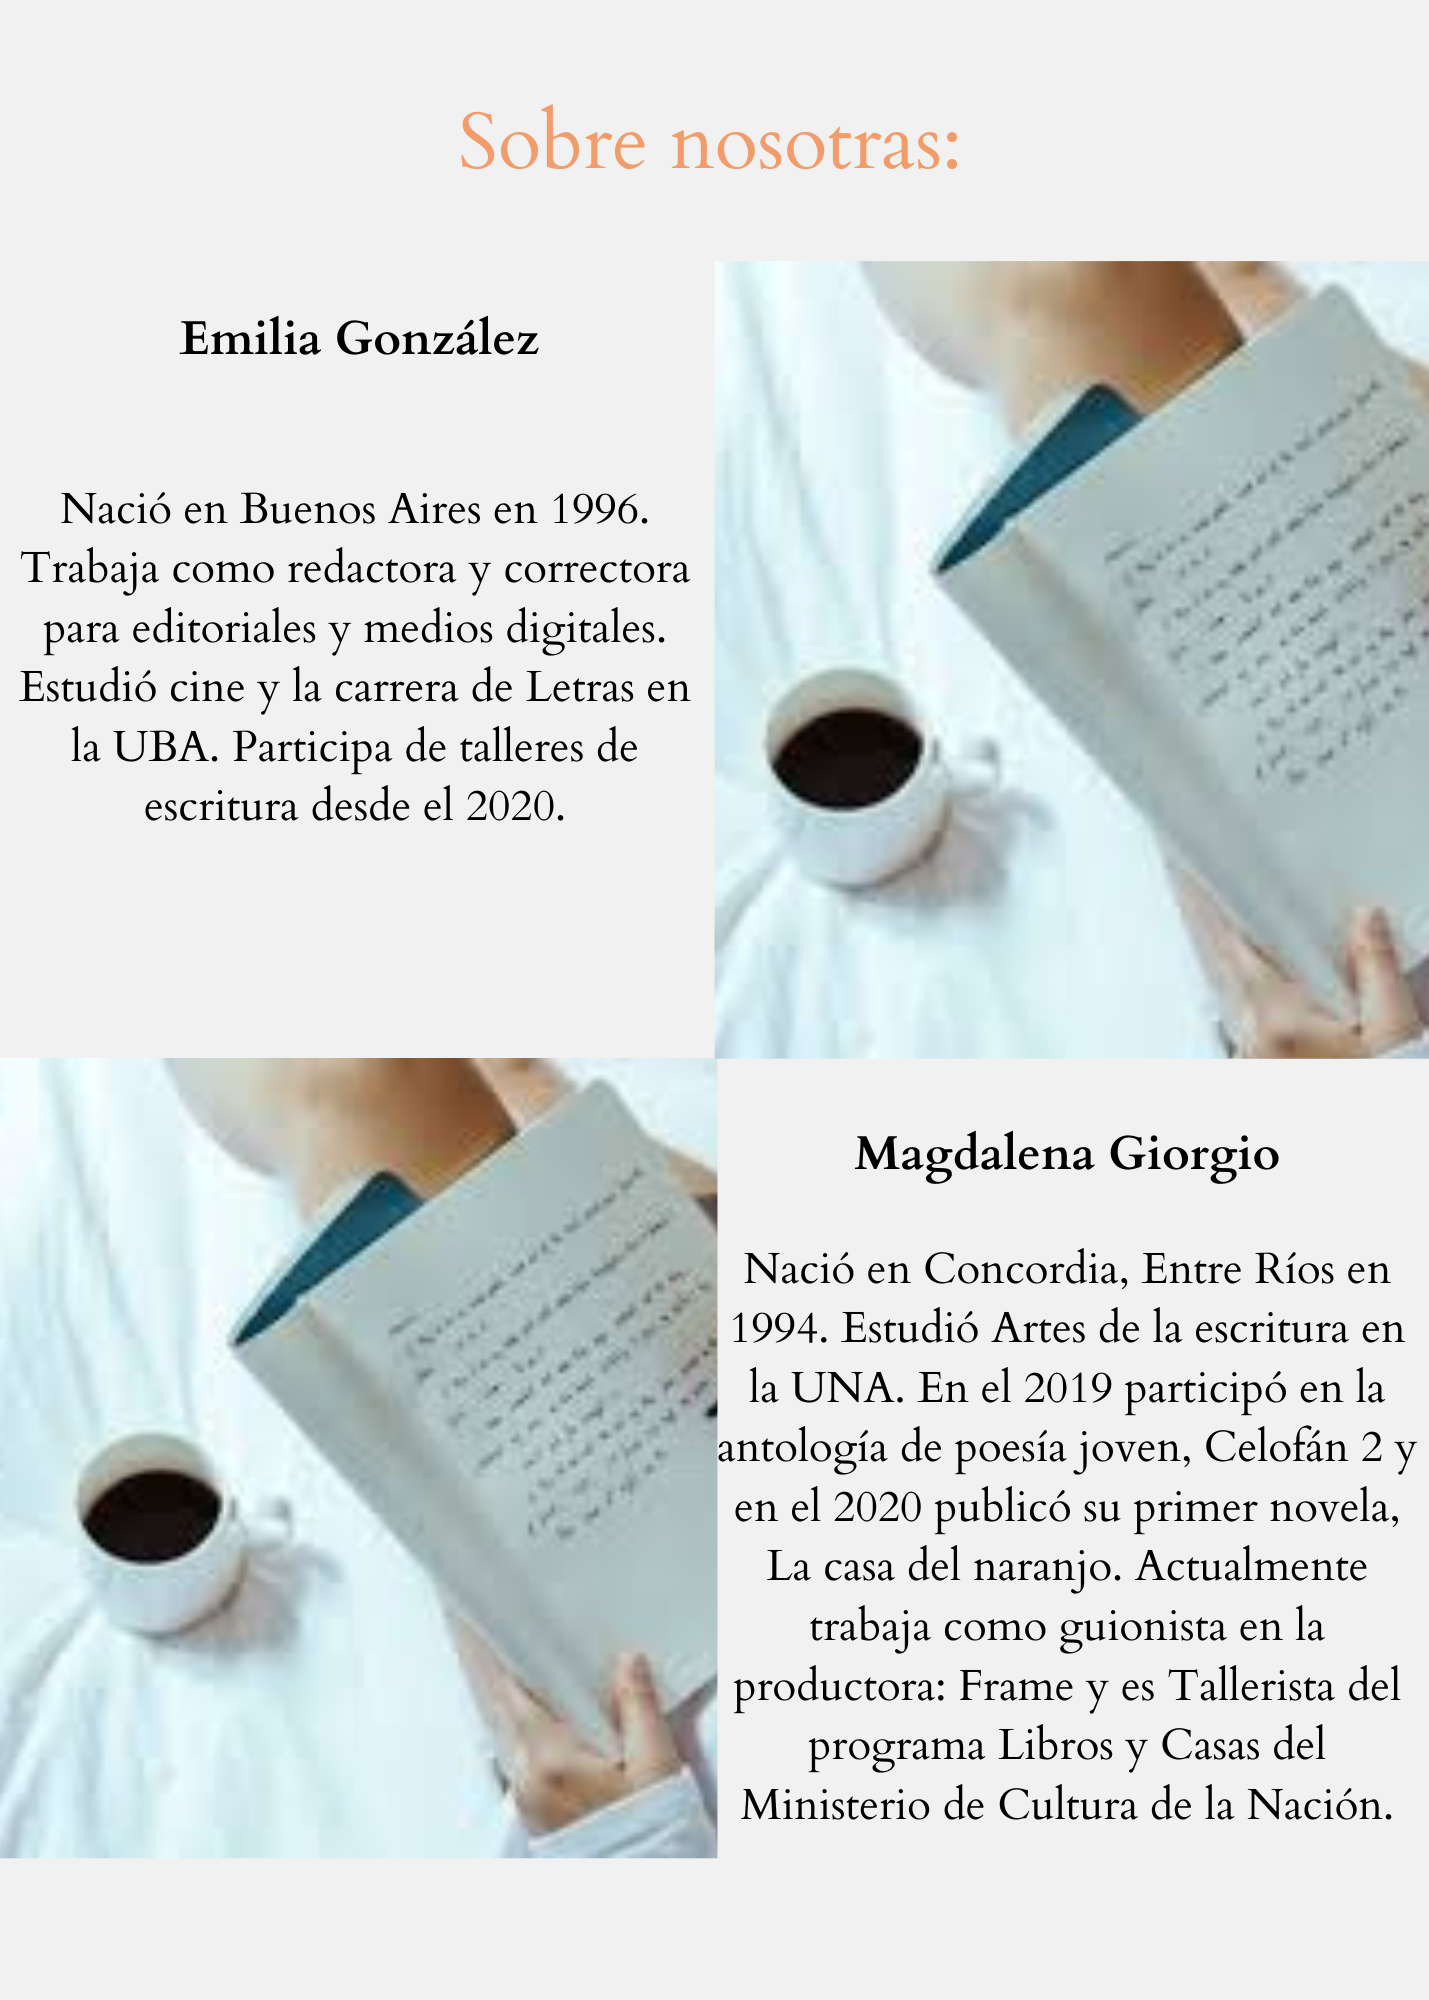 Sobre nosotras:
Emilia González
Nació en Buenos Aires en 1996.
Trabaja como redactora y correctora
para editoriales y medios digitales.
Estudió cine y la carrera de Letras en
la UBA. Participa de talleres de
escritura desde el 2020.
Magdalena Giorgio
Nació en Concordia, Entre Ríos en
1994. Estudió Artes de la escritura en
la UNA. En el 2019 participó en la
antología de poesía joven, Celofán 2 y
en el 2020 publicó su primer novela,
La casa del naranjo. Actualmente
trabaja como guionista en la
productora: Frame y es Tallerista del
programa Libros y Casas del
Ministerio de Cultura de la Nación.